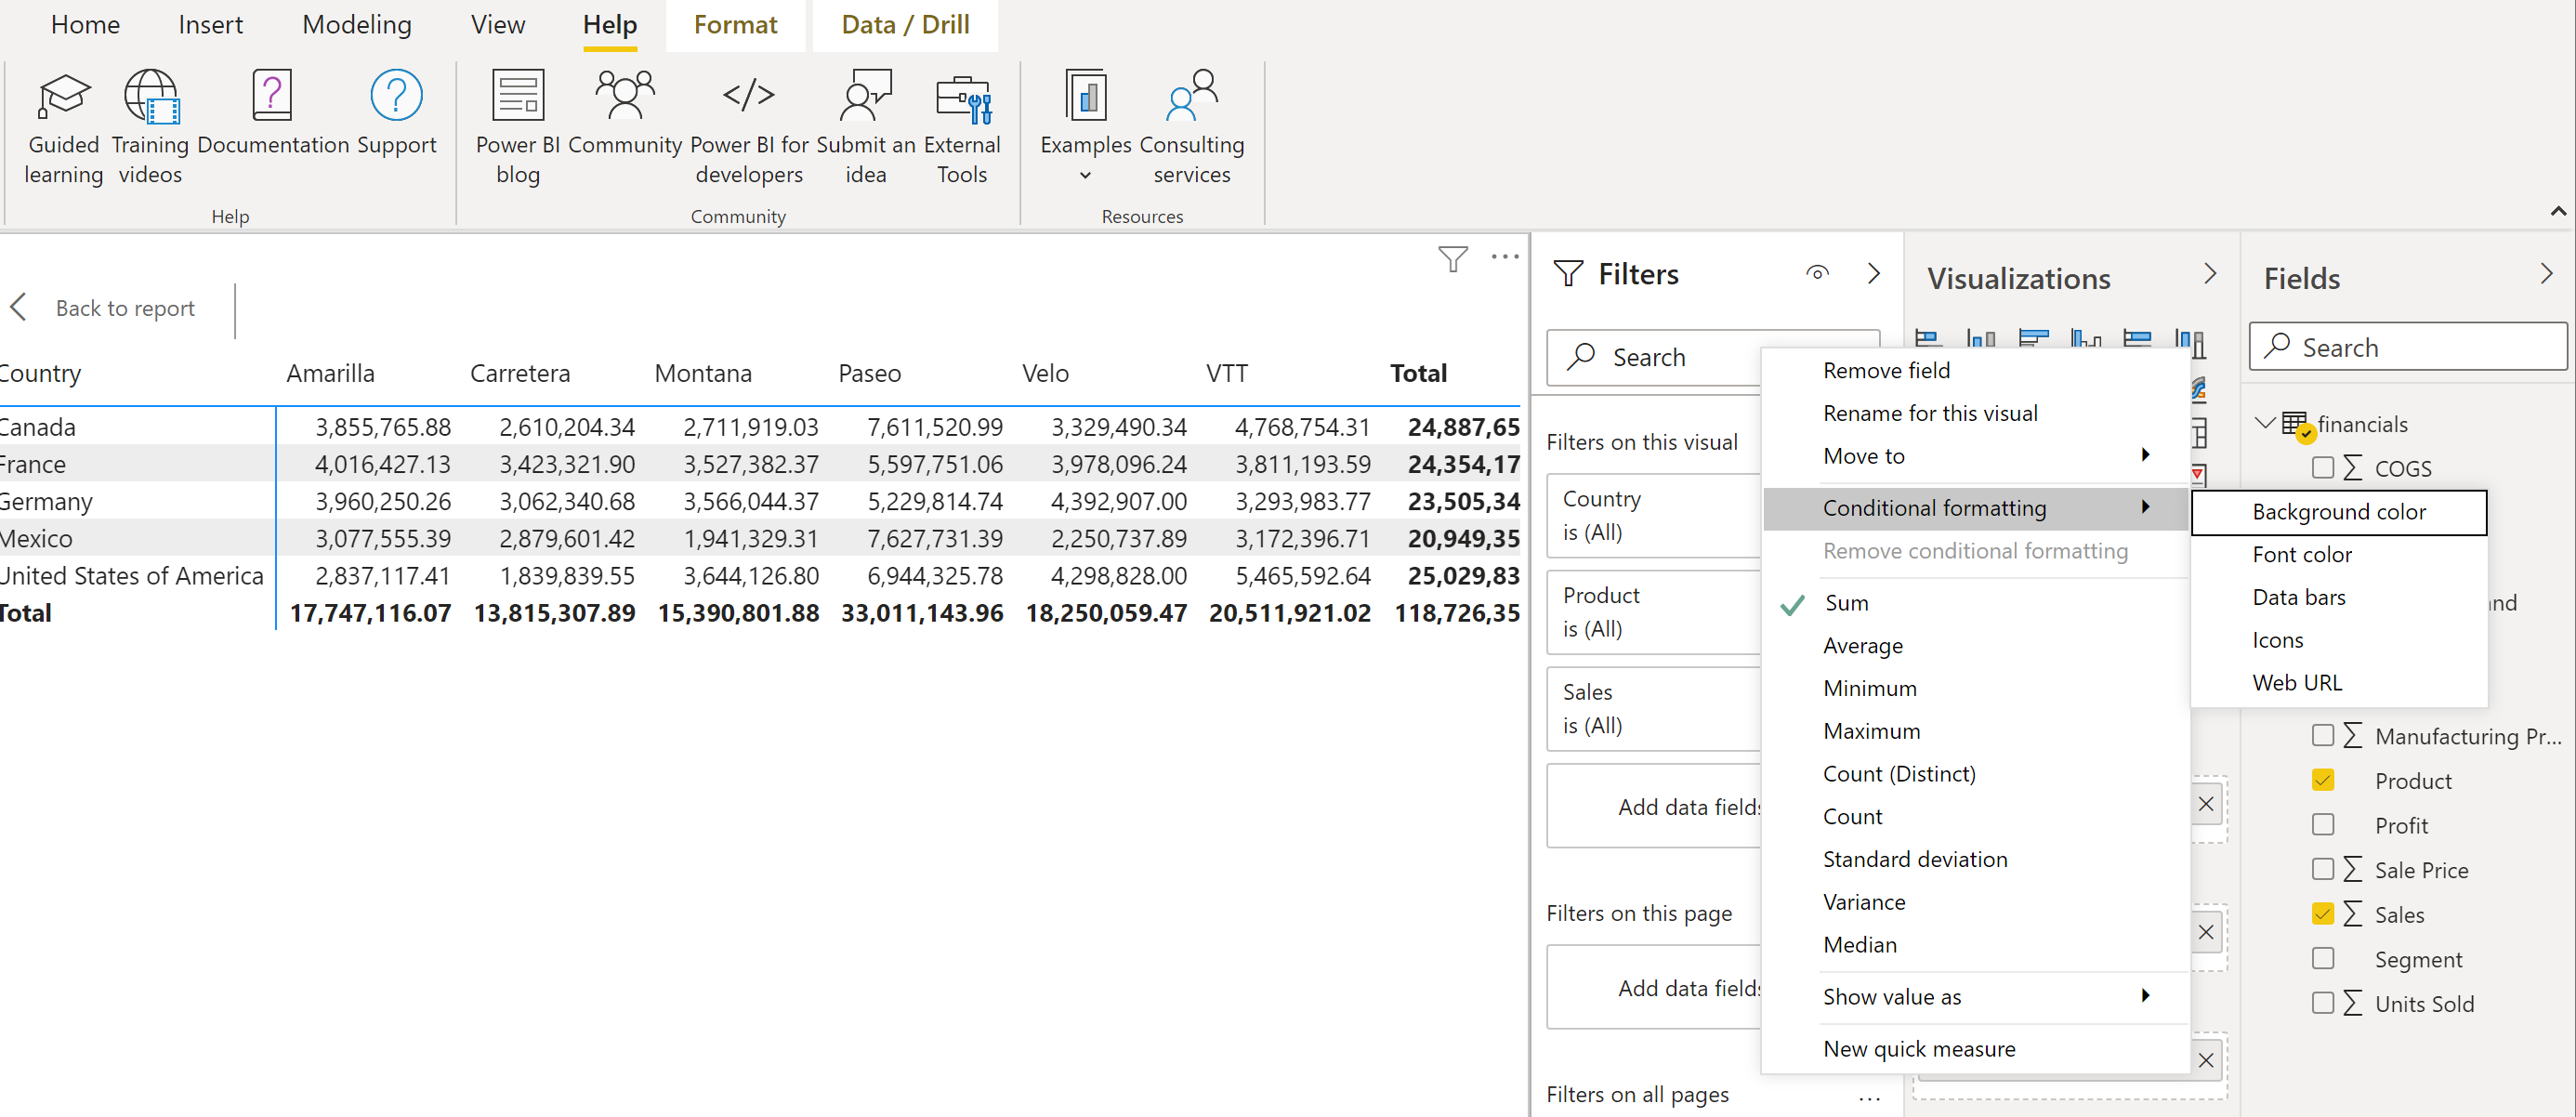 Home Insert Modeling View Help Format Data / Drill
Guided learning
Training videos
Documentation
Support
Power BI blog
Community
Power BI for developers
Submit an idea
External Tools
Examples
Consulting services
Help
Community
Resources
Back to report
Country Amarilla Carretera Montana Paseo Velo VTT Total
Canada 3,855,765.88 2,610,204.34 2,711,919.03 7,611,520.99 3,329,490.34 4,768,754.31 24,887,65
France 4,016,427.13 3,423,321.90 3,527,382.37 5,597,751.06 3,978,096.24 3,811,193.59 24,354,17
Germany 3,960,250.26 3,062,340.68 3,566,044.37 5,229,814.74 4,392,907.00 3,293,983.77 23,505,34
Mexico 3,077,555.39 2,879,601.42 1,941,329.31 7,627,731.39 2,250,737.89 3,172,396.71 20,949,35
United States of America 2,837,117.41 1,839,839.55 3,644,126.80 6,944,325.78 4,298,828.00 5,465,592.64 25,029,83
Total 17,747,116.07 13,815,307.89 15,390,801.88 33,011,143.96 18,250,059.47 20,511,921.02 118,726,35
Filters
Search
Filters on this visual
Country
is (All)
Product
is (All)
Sales
is (All)
Add data fields
Filters on this page
Add data fields
Filters on all pages ...
Visualizations
Remove field
Rename for this visual
Move to
Conditional formatting
Remove conditional formatting
Sum
Average
Minimum
Maximum
Count (Distinct)
Count
Standard deviation
Variance
Median
Show value as
New quick measure
Background color
Font color
Data bars
Icons
Web URL
Fields
Search
financials
Σ COGS
nd
Σ Manufacturing Pr...
Product
Profit
Σ Sale Price
Σ Sales
Segment
Σ Units Sold